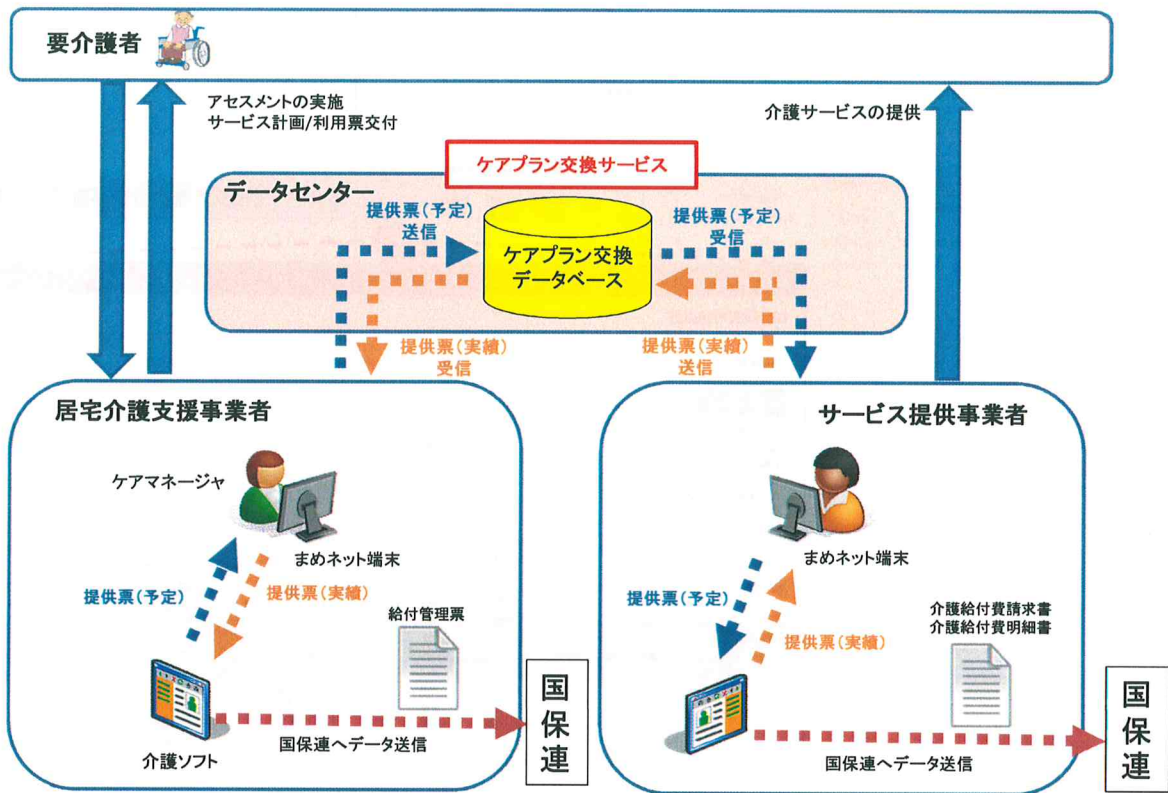 要介護者
アセスメントの実施
サービス計画/利用票交付
介護サービスの提供
ケアプラン交換サービス
データセンター
提供票(予定)
送信
提供票(予定)
受信
ケアプラン交換
データベース
提供票(実績)
受信
提供票(実績)
送信
居宅介護支援事業者
ケアマネージャ
まめネット端末
提供票(予定)
提供票(実績)
給付管理票
介護ソフト
国保連へデータ送信
国保連
サービス提供事業者
まめネット端末
提供票(予定)
提供票(実績)
介護給付費請求書
介護給付費明細書
国保連へデータ送信
国保連